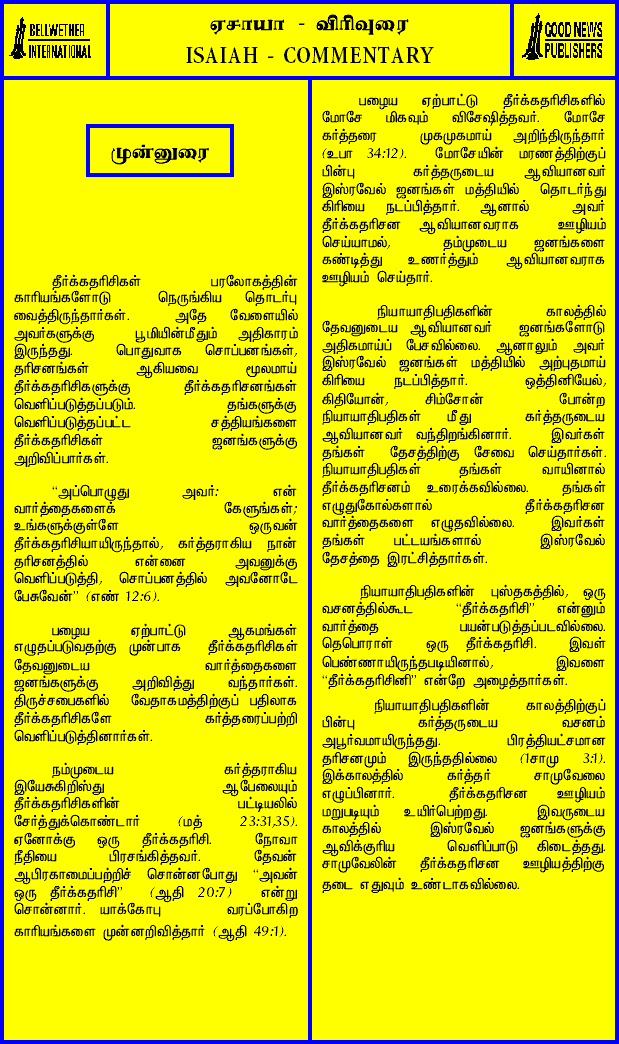 BELLWETHER
INTERNATIONAL
ஏசாயா - விரிவுரை
ISAIAH - COMMENTARY
GOOD NEWS
PUBLISHERS
முன்னுரை
தீர்க்கதரிசிகள் பரலோகத்தின்
காரியங்களோடு நெருங்கிய தொடர்பு
வைத்திருந்தார்கள். அதே வேளையில்
அவர்களுக்கு பூமியின்மீதும் அதிகாரம்
இருந்தது. பொதுவாக சொப்பனங்கள்,
தரிசனங்கள் ஆகியவை மூலமாய்
தீர்க்கதரிசிகளுக்கு தீர்க்கதரிசனங்கள்
வெளிப்படுத்தப்படும். தங்களுக்கு
வெளிப்படுத்தப்பட்ட சத்தியங்களை
தீர்க்கதரிசிகள் ஜனங்களுக்கு
அறிவிப்பார்கள்.
“அப்பொழுது அவர்: என்
வார்த்தைகளைக் கேளுங்கள்;
உங்களுக்குள்ளே ஒருவன்
தீர்க்கதரிசியாயிருந்தால், கர்த்தராகிய நான்
தரிசனத்தில் என்னை அவனுக்கு
வெளிப்படுத்தி, சொப்பனத்தில் அவனோடே
பேசுவேன்” (எண் 12:6).
பழைய ஏற்பாட்டு ஆகமங்கள்
எழுதப்படுவதற்கு முன்பாக தீர்க்கதரிசிகள்
தேவனுடைய வார்த்தைகளை
ஜனங்களுக்கு அறிவித்து வந்தார்கள்.
திருச்சபைகளில் வேதாகமத்திற்குப் பதிலாக
தீர்க்கதரிசிகளே கர்த்தரைப்பற்றி
வெளிப்படுத்தினார்கள்.
நம்முடைய கர்த்தராகிய
இயேசுகிறிஸ்து ஆபேலையும்
தீர்க்கதரிசிகளின் பட்டியலில்
சேர்த்துக்கொண்டார் (மத் 23:31,35).
ஏனோக்கு ஒரு தீர்க்கதரிசி. நோவா
நீதியை பிரசங்கித்தவர். தேவன்
ஆபிரகாமைப்பற்றிச் சொன்னபோது “அவன்
ஒரு தீர்க்கதரிசி” (ஆதி 20:7) என்று
சொன்னார். யாக்கோபு வரப்போகிற
காரியங்களை முன்னறிவித்தார் (ஆதி 49:1).
பழைய ஏற்பாட்டு தீர்க்கதரிசிகளில்
மோசே மிகவும் விசேஷித்தவர். மோசே
கர்த்தரை முகமுகமாய் அறிந்திருந்தார்
(உபா 34:12). மோசேயின் மரணத்திற்குப்
பின்பு கர்த்தருடைய ஆவியானவர்
இஸ்ரவேல் ஜனங்கள் மத்தியில் தொடர்ந்து
கிரியை நடப்பித்தார். ஆனால் அவர்
தீர்க்கதரிசன ஆவியானவராக ஊழியம்
செய்யாமல், தம்முடைய ஜனங்களை
கண்டித்து உணர்த்தும் ஆவியானவராக
ஊழியம் செய்தார்.
நியாயாதிபதிகளின் காலத்தில்
தேவனுடைய ஆவியானவர் ஜனங்களோடு
அதிகமாய்ப் பேசவில்லை. ஆனாலும் அவர்
இஸ்ரவேல் ஜனங்கள் மத்தியில் அற்புதமாய்
கிரியை நடப்பித்தார். ஒத்தினியேல்,
கிதியோன், சிம்சோன் போன்ற
நியாயாதிபதிகள் மீது கர்த்தருடைய
ஆவியானவர் வந்திறங்கினார். இவர்கள்
தங்கள் தேசத்திற்கு சேவை செய்தார்கள்.
நியாயாதிபதிகள் தங்கள் வாயினால்
தீர்க்கதரிசனம் உரைக்கவில்லை. தங்கள்
எழுதுகோல்களால் தீர்க்கதரிசன
வார்த்தைகளை எழுதவில்லை. இவர்கள்
தங்கள் பட்டயங்களால் இஸ்ரவேல்
தேசத்தை இரட்சித்தார்கள்.
நியாயாதிபதிகளின் புஸ்தகத்தில், ஒரு
வசனத்தில்கூட “தீர்க்கதரிசி” என்னும்
வார்த்தை பயன்படுத்தப்படவில்லை.
தெபொராள் ஒரு தீர்க்கதரிசி. இவள்
பெண்ணாயிருந்தபடியினால், இவளை
“தீர்க்கதரிசினி” என்றே அழைத்தார்கள்.
நியாயாதிபதிகளின் காலத்திற்குப்
பின்பு கர்த்தருடைய வசனம்
அபூர்வமாயிருந்தது. பிரத்தியட்சமான
தரிசனமும் இருந்ததில்லை (1சாமு 3:1).
இக்காலத்தில் கர்த்தர் சாமுவேலை
எழுப்பினார். தீர்க்கதரிசன ஊழியம்
மறுபடியும் உயிர்பெற்றது. இவருடைய
காலத்தில் இஸ்ரவேல் ஜனங்களுக்கு
ஆவிக்குரிய வெளிப்பாடு கிடைத்தது.
சாமுவேலின் தீர்க்கதரிசன ஊழியத்திற்கு
தடை எதுவும் உண்டாகவில்லை.